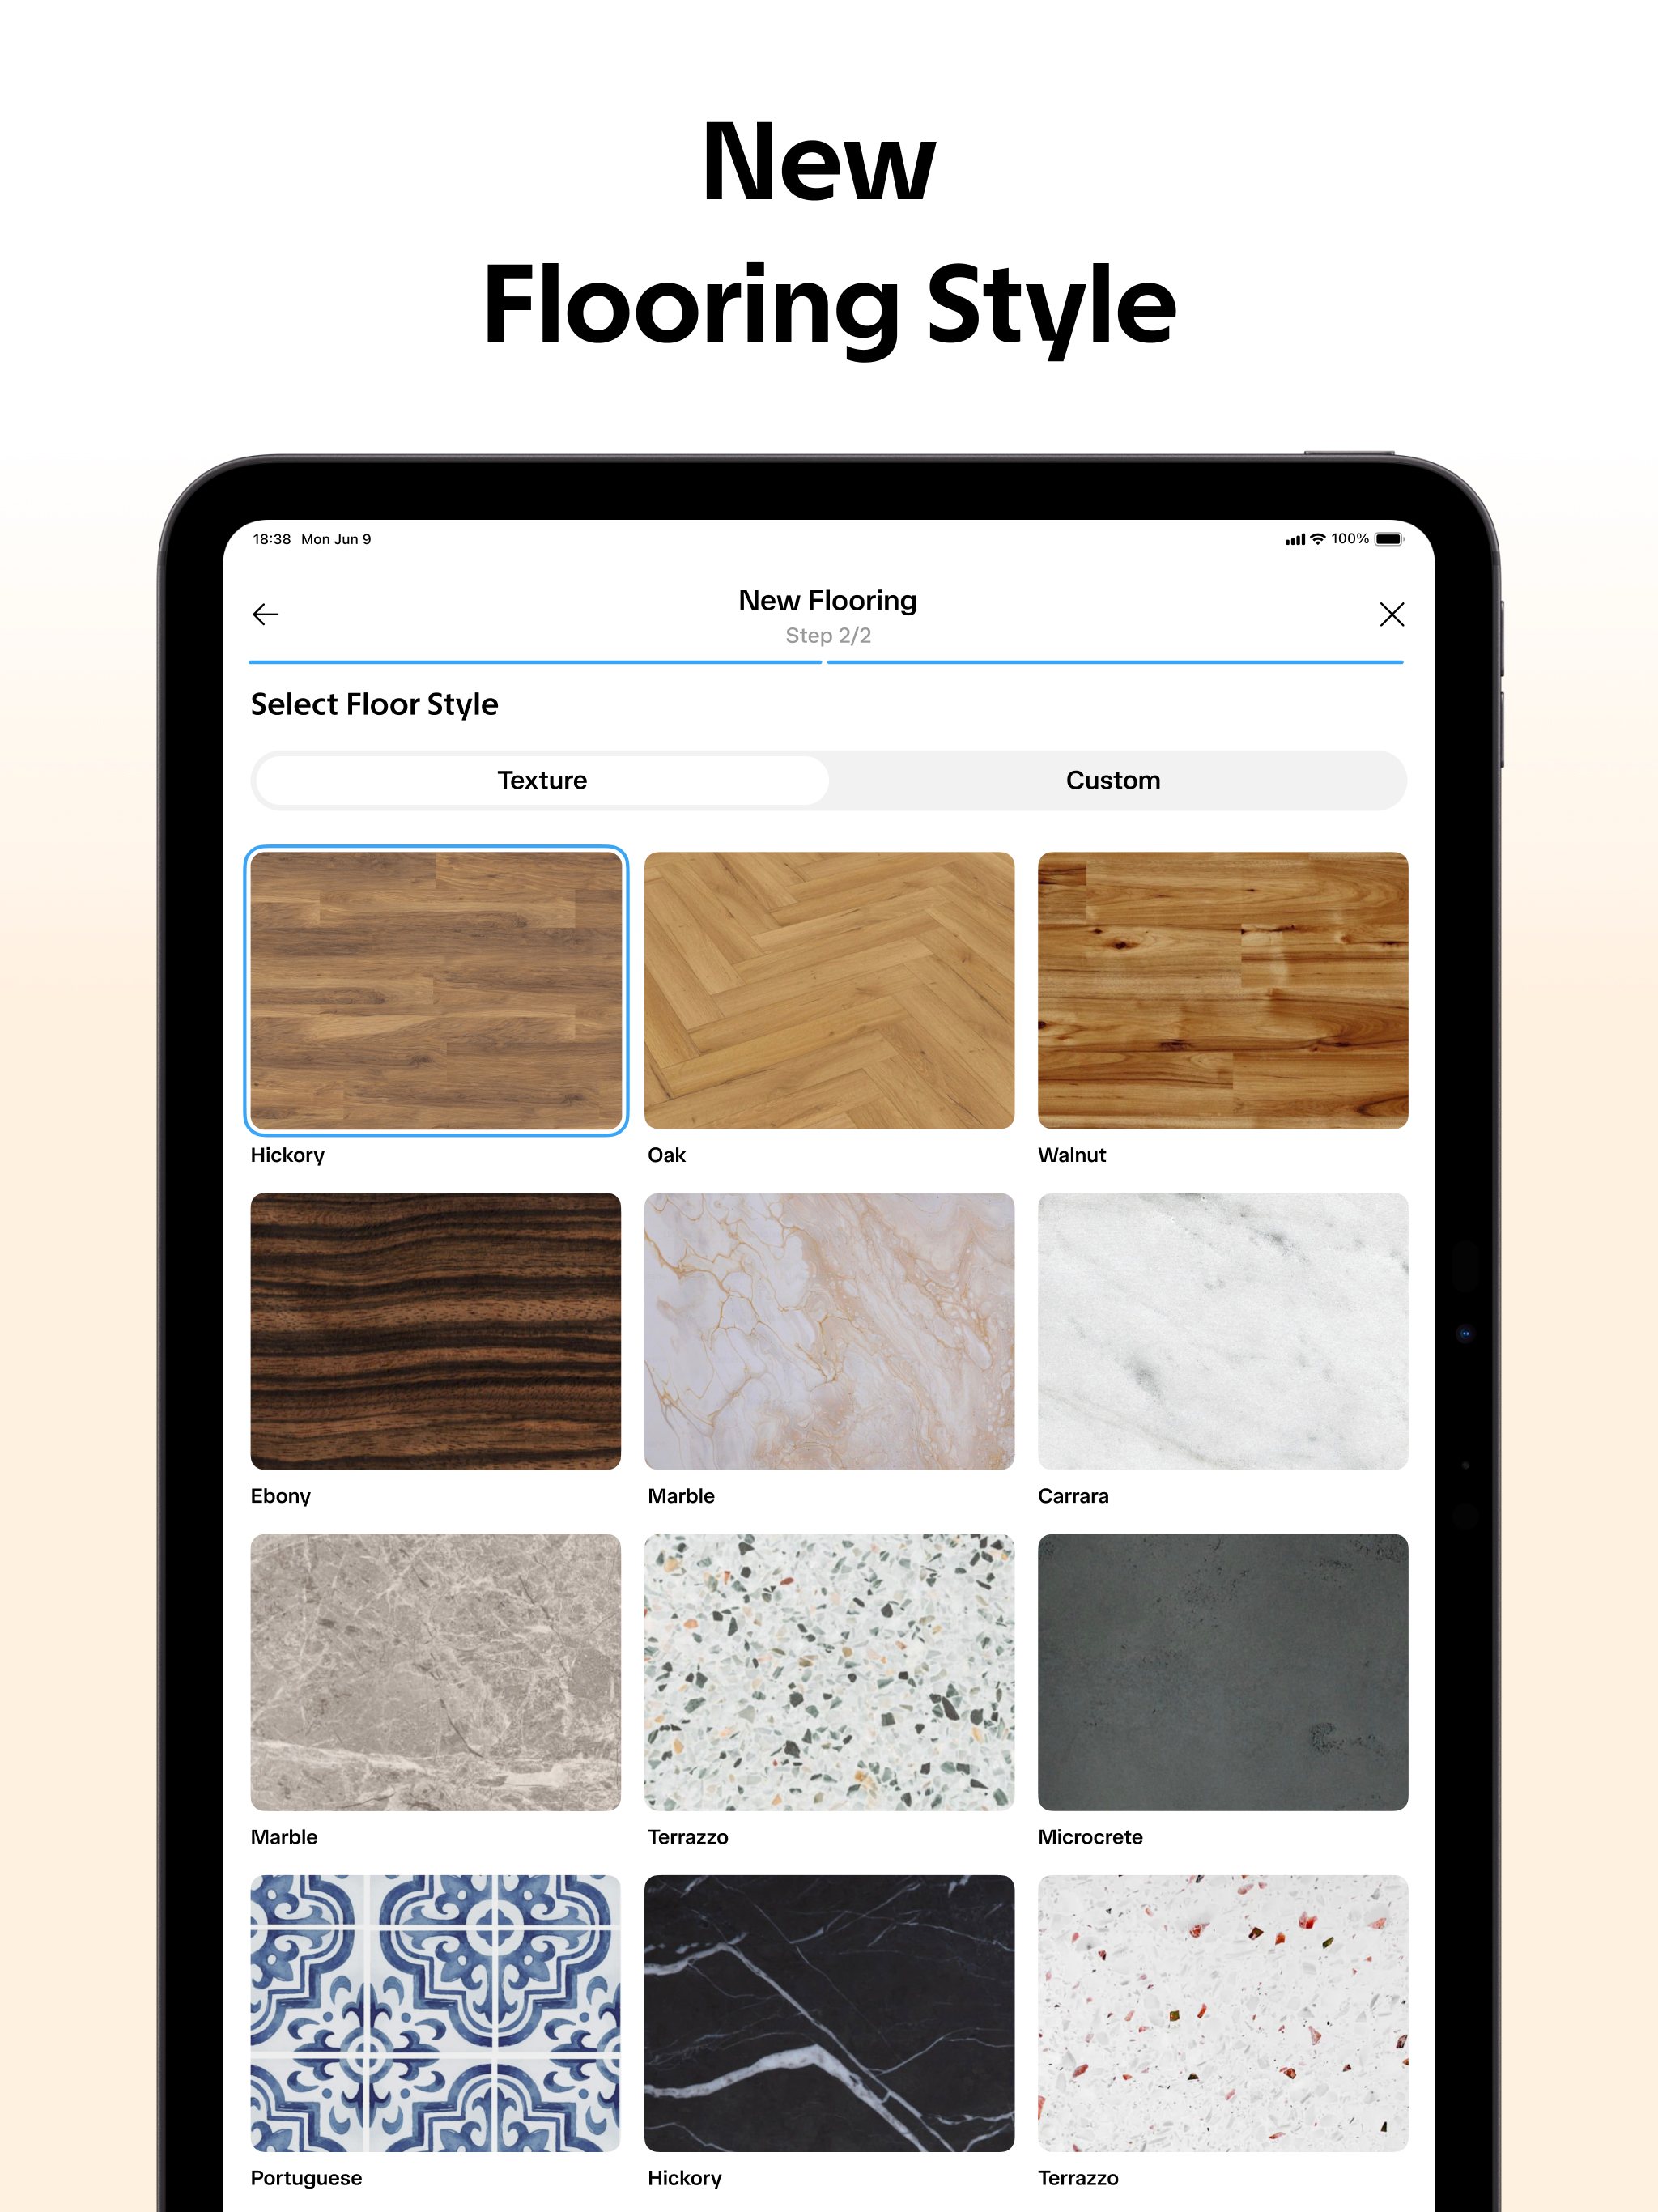 New
Flooring Style
18:38 Mon Jun 9
100%
New Flooring
Step 2/2
Select Floor Style
Texture
Custom
Hickory
Oak
Walnut
Ebony
Marble
Carrara
Marble
Terrazzo
Microcrete
Portuguese
Hickory
Terrazzo